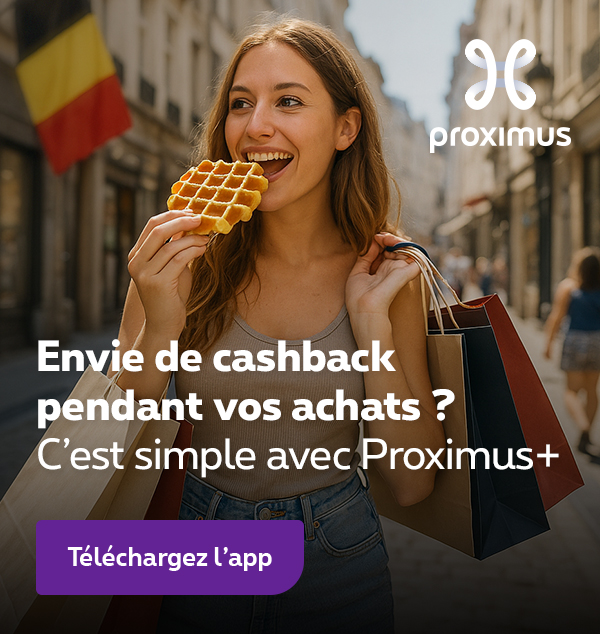 proximus
Envie de cashback
pendant vos achats ?
C'est simple avec Proximus+
Téléchargez l'app